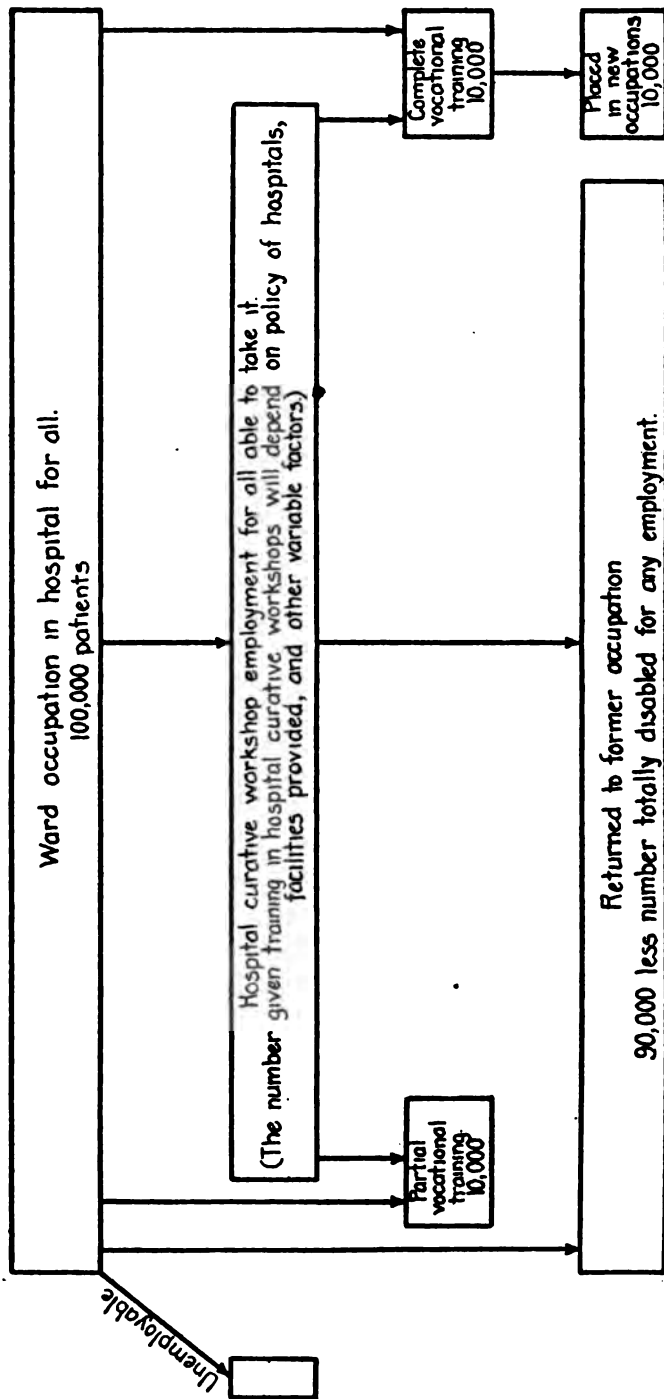 Ward occupation in hospital for all.
100,000 patients
Unemployable
Hospital curative workshop employment for all able to take it.
(The number given training in hospital curative workshops will depend on policy of hospitals,
facilities provided, and other variable factors.)
Partial
vocational
training.
10,000
Complete
vocational
training
10,000
Returned to former occupation
90,000 less number totally disabled for any employment.
Placed
in new
occupations
10,000